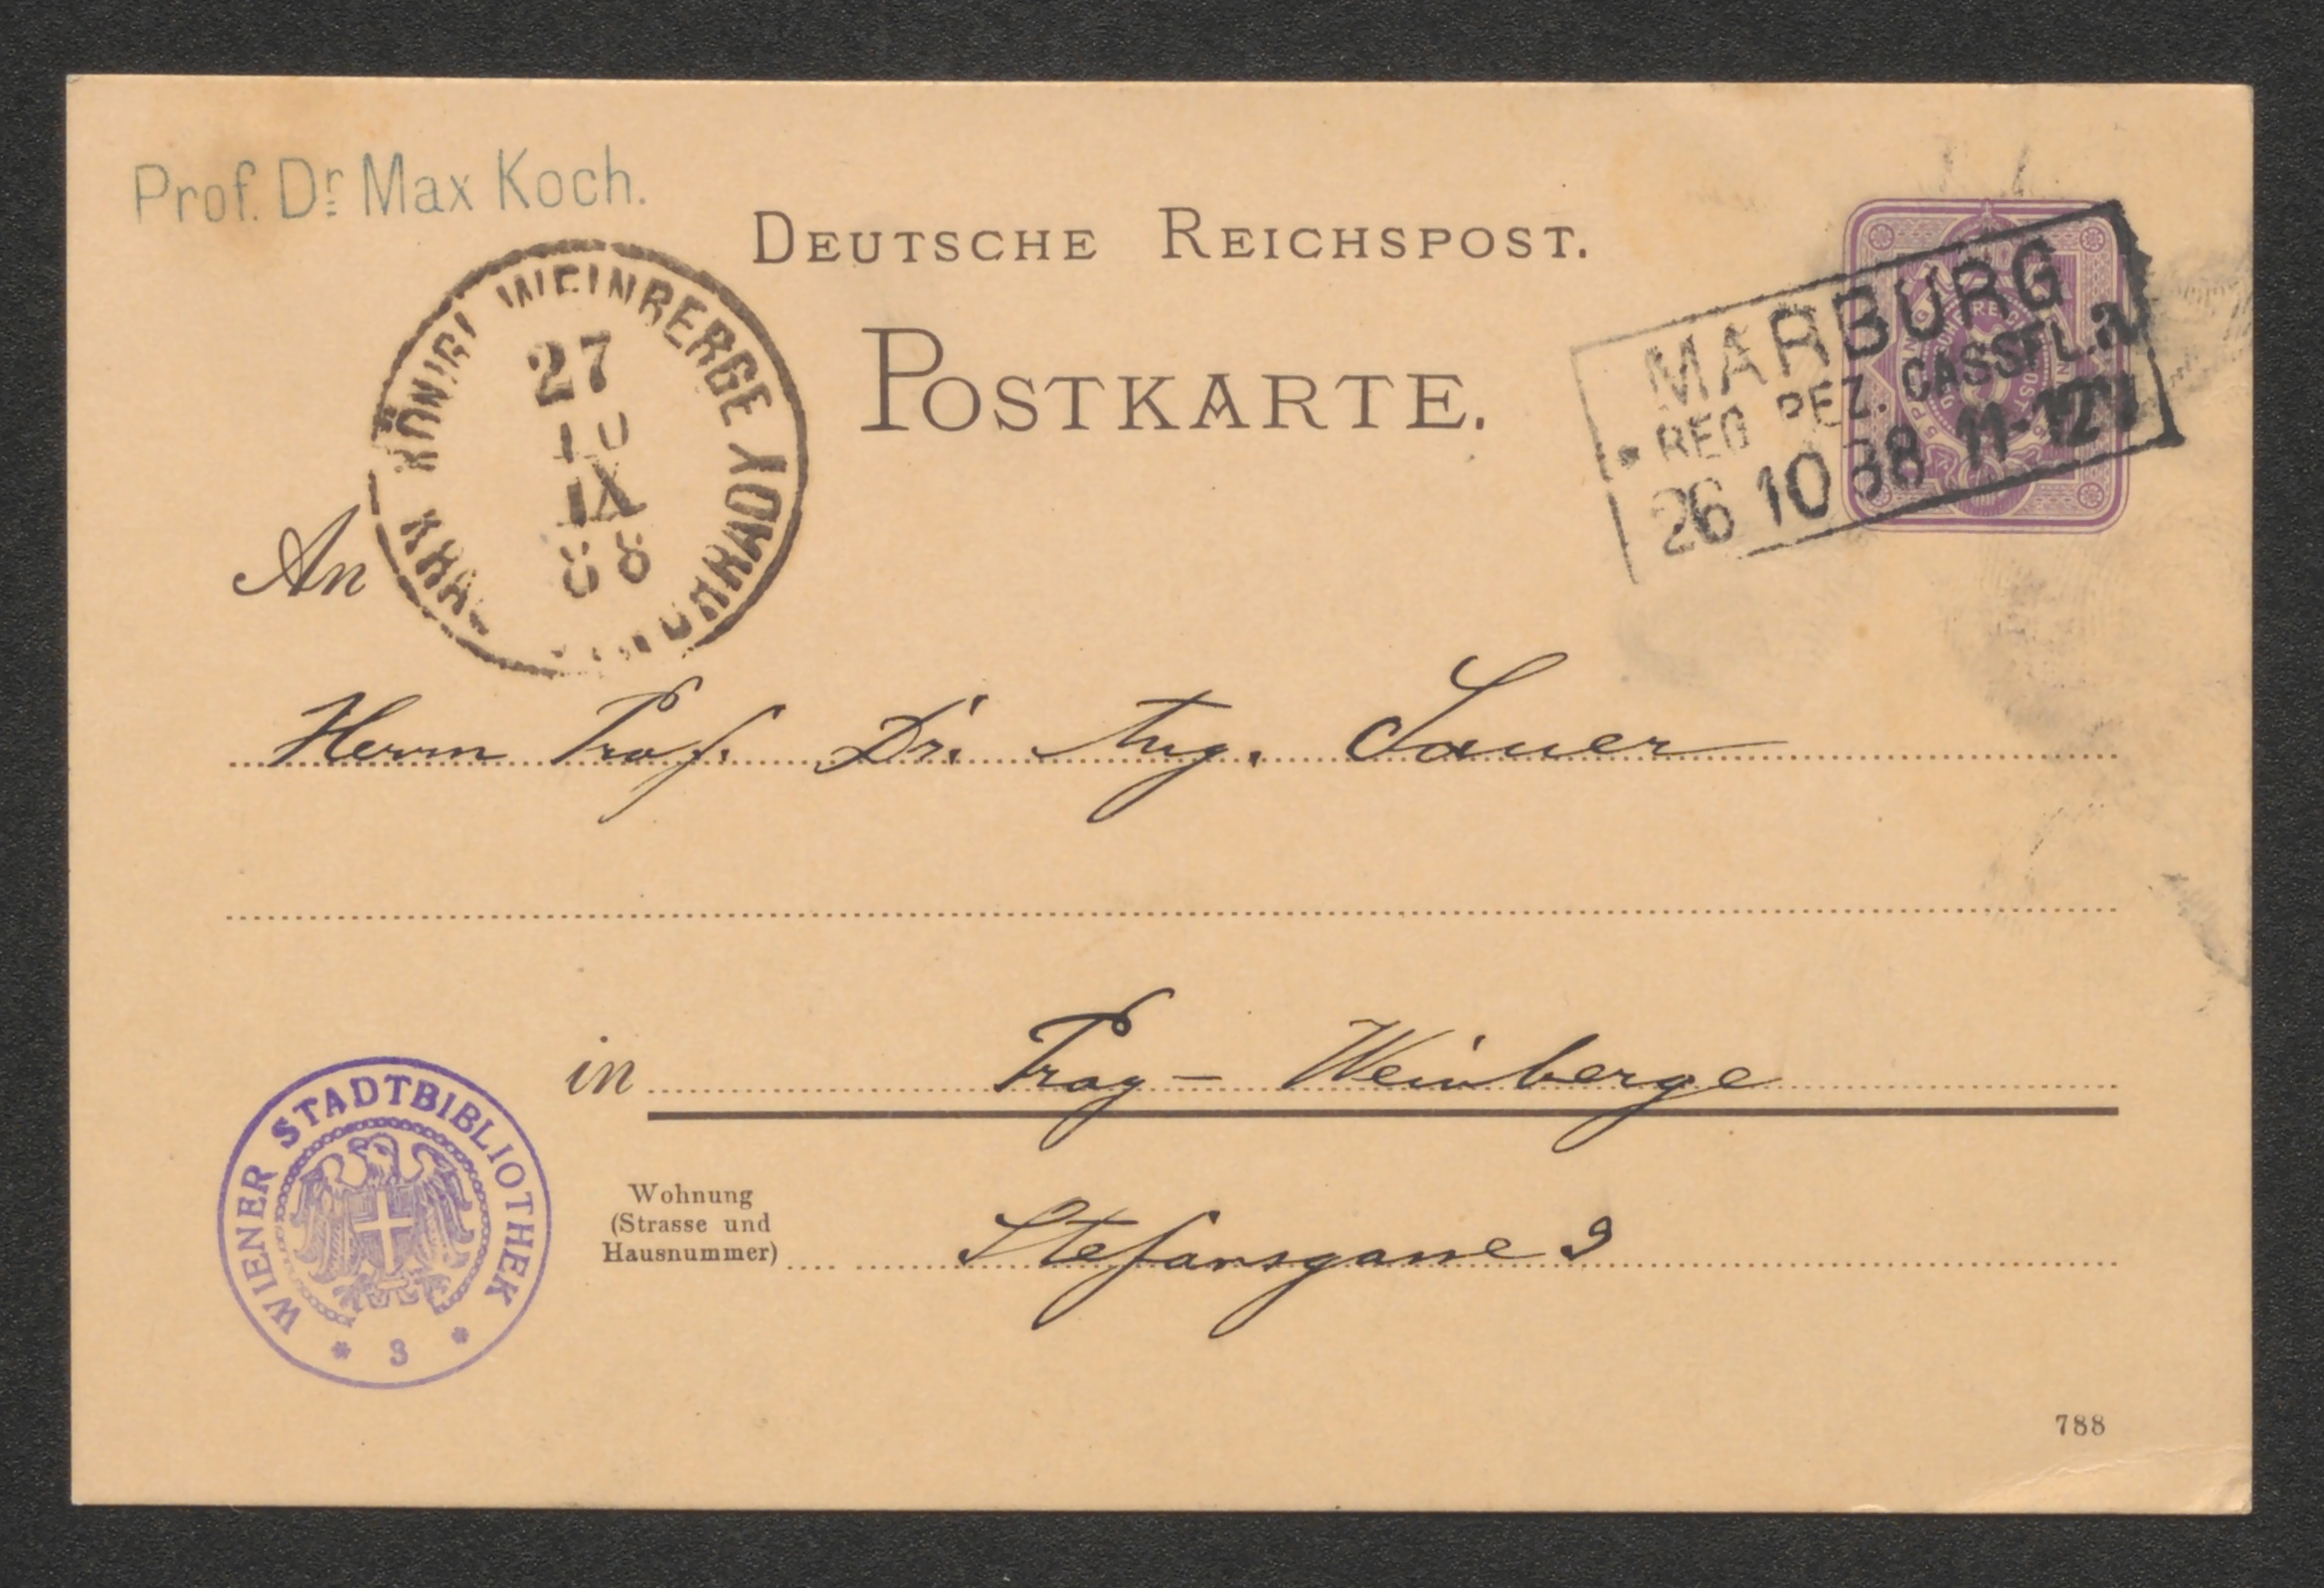 Prof. Dr. Max Koch.
DEUTSCHE REICHSPOST.
POSTKARTE.
KÖNIGL WEINBERGE
27
10
IX
88
MARBURG
REG BEZ. CASSEL. a
26 10 88 11-12V
An
Herrn Prof. Dr. Aug. Sauer
in Prag - Weinberge
Wohnung
(Strasse und
Hausnummer)
Stefansgasse 3
WIENER STADTBIBLIOTHEK
* 3 *
788